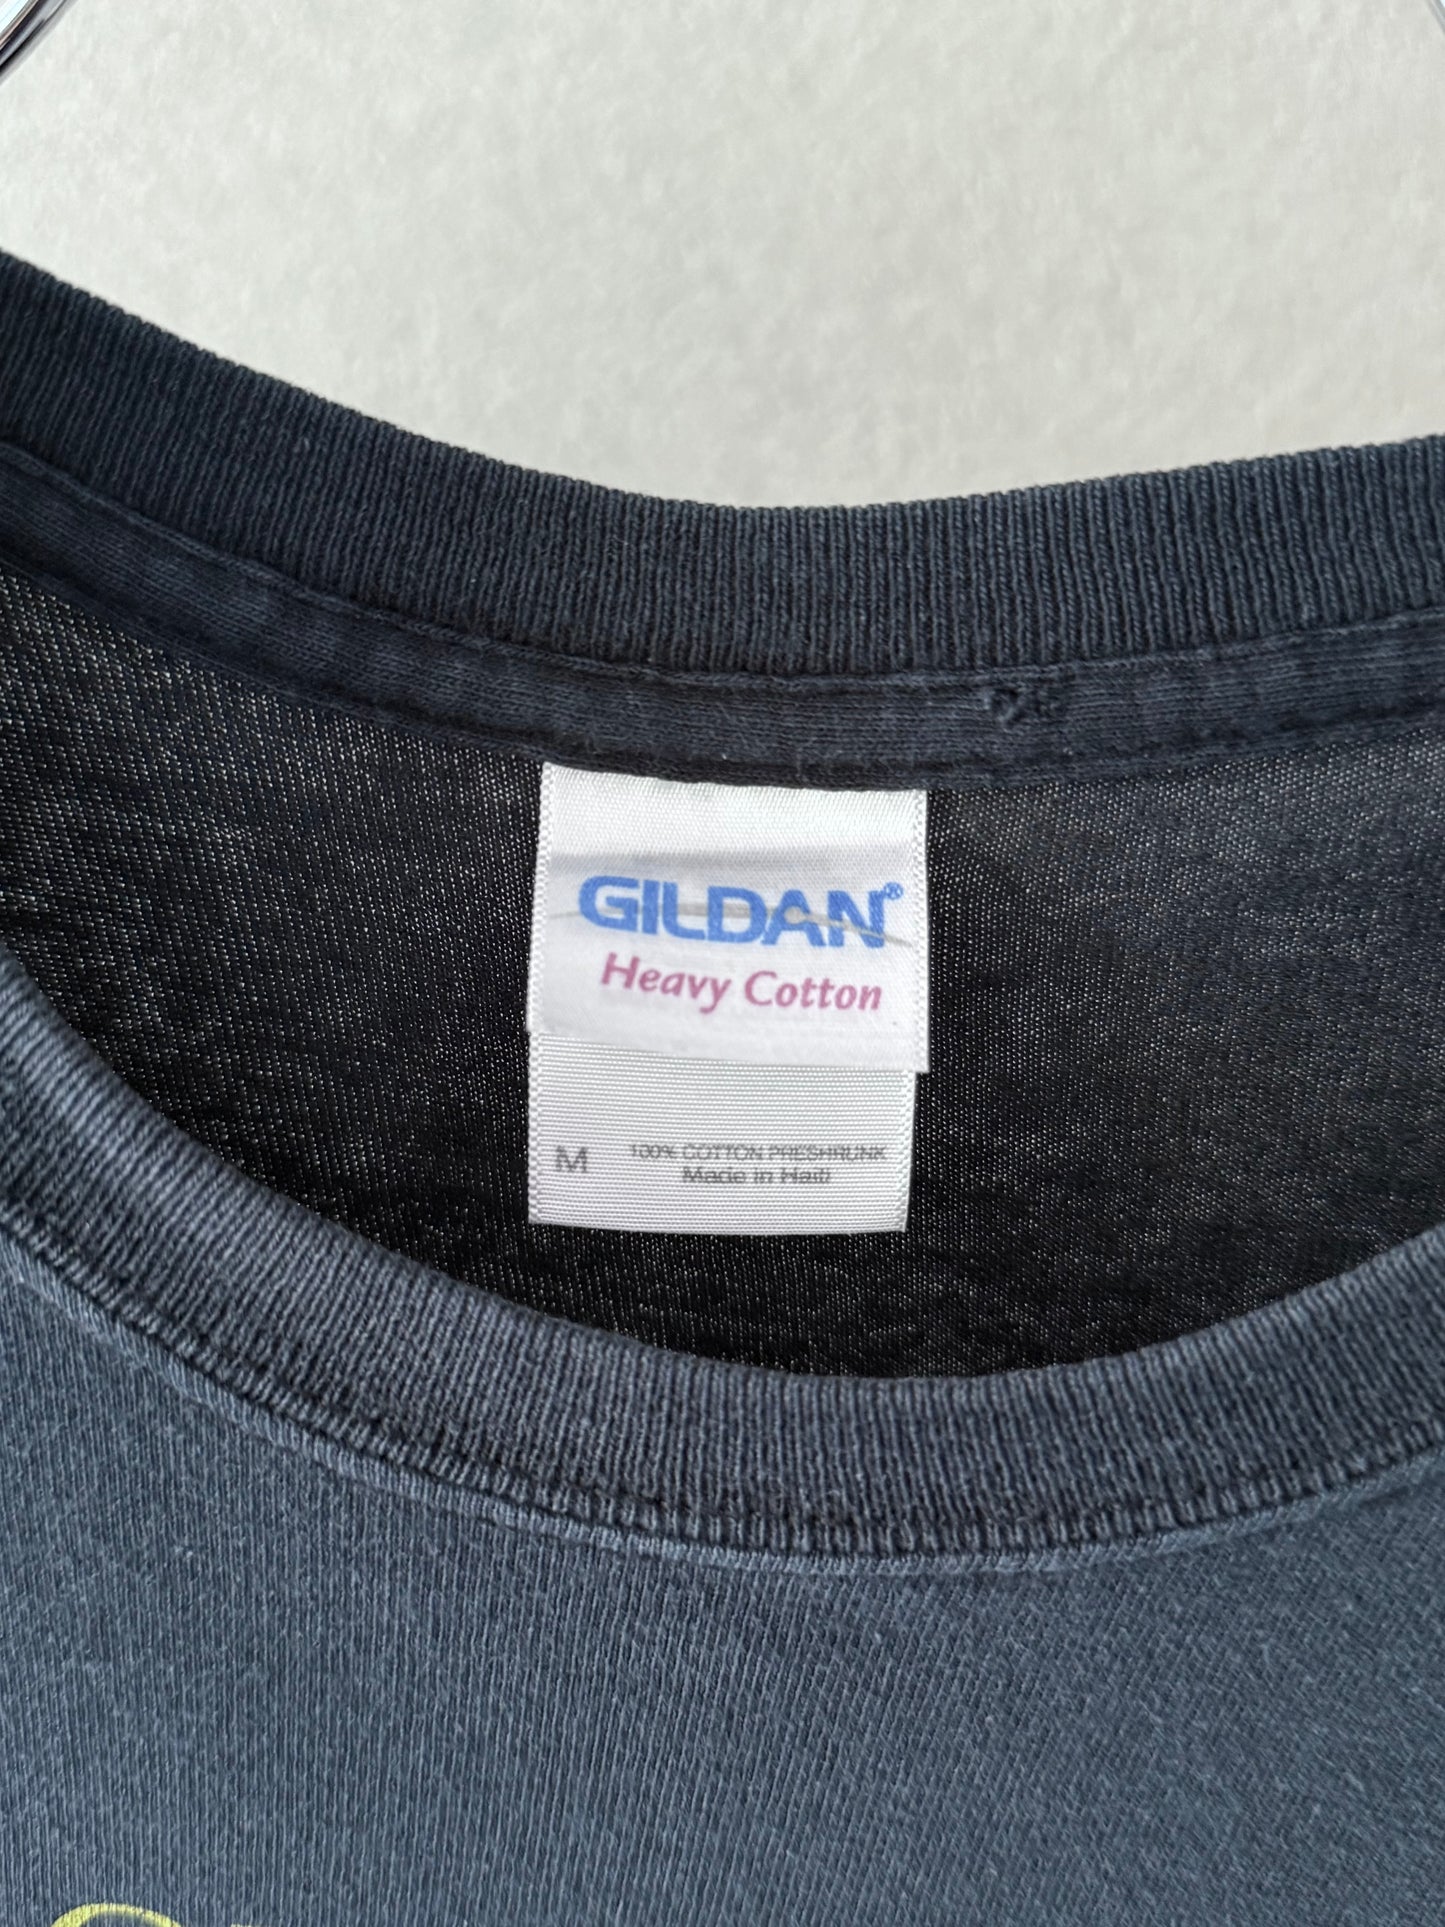 GILDAN®
Heavy Cotton
M 100% COTTON PRESHRUNK
Made in Haiti